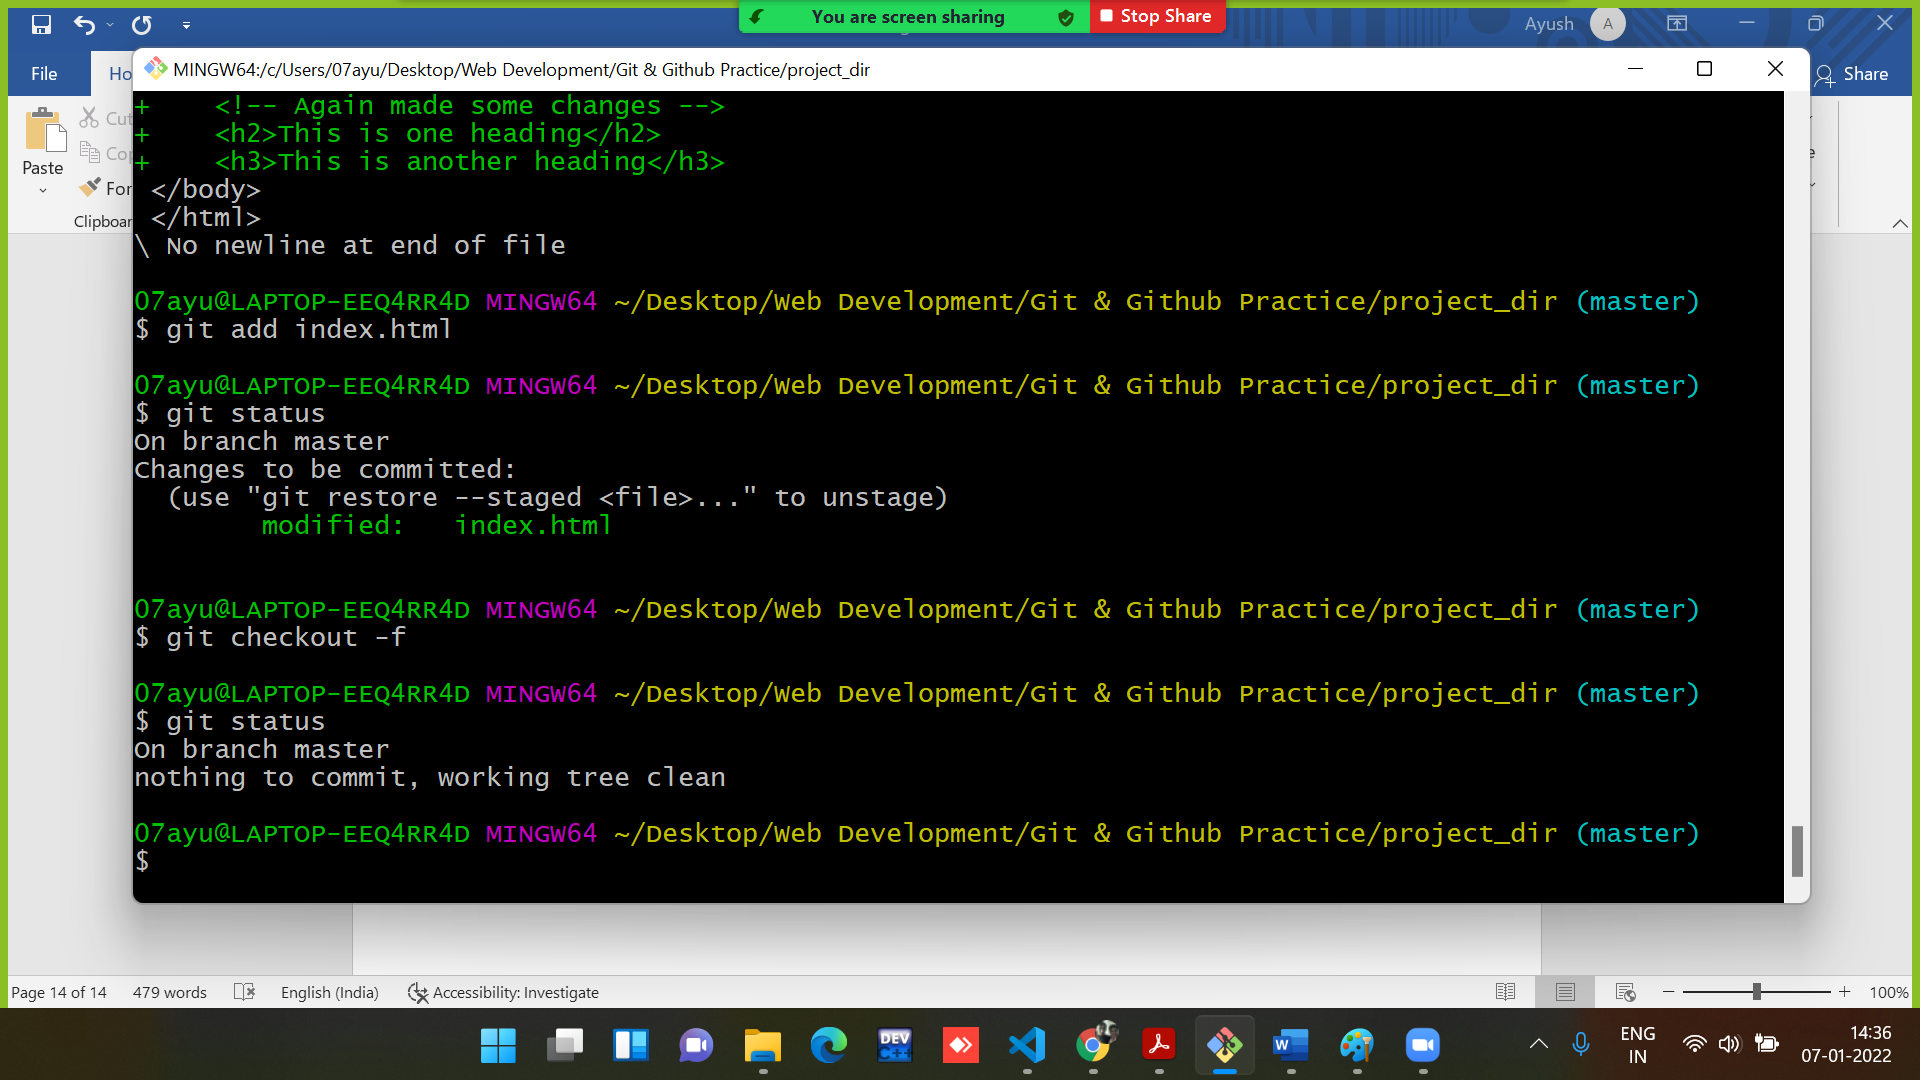 You are screen sharing
Stop Share
Ayush
A
File
Ho
Share
MINGW64:/c/Users/07ayu/Desktop/Web Development/Git & Github Practice/project_dir
Cut
Cop
Paste
For
Clipboar
+    <!-- Again made some changes -->
+    <h2>This is one heading</h2>
+    <h3>This is another heading</h3>
</body>
</html>
\ No newline at end of file
07ayu@LAPTOP-EEQ4RR4D MINGW64 ~/Desktop/Web Development/Git & Github Practice/project_dir (master)
$ git add index.html
07ayu@LAPTOP-EEQ4RR4D MINGW64 ~/Desktop/Web Development/Git & Github Practice/project_dir (master)
$ git status
On branch master
Changes to be committed:
(use "git restore --staged <file>..." to unstage)
modified:   index.html
07ayu@LAPTOP-EEQ4RR4D MINGW64 ~/Desktop/Web Development/Git & Github Practice/project_dir (master)
$ git checkout -f
07ayu@LAPTOP-EEQ4RR4D MINGW64 ~/Desktop/Web Development/Git & Github Practice/project_dir (master)
$ git status
On branch master
nothing to commit, working tree clean
07ayu@LAPTOP-EEQ4RR4D MINGW64 ~/Desktop/Web Development/Git & Github Practice/project_dir (master)
$
Page 14 of 14
479 words
English (India)
Accessibility: Investigate
100%
DEV
C++
W
ENG
IN
14:36
07-01-2022